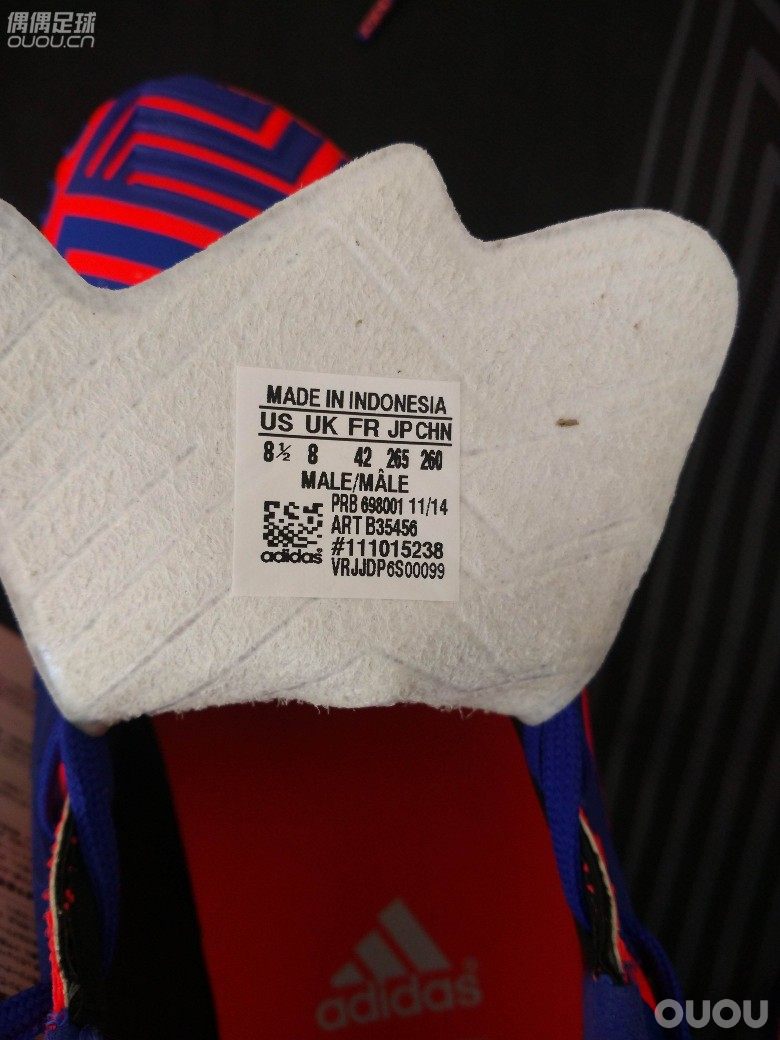 偶偶足球
OUOU.CN
MADE IN INDONESIA
US UK FR JP CHN
8½ 8 42 265 260
MALE/MÂLE
PRB 698001 11/14
ART B35456
#111015238
VRJJDP6S00099
adidas®
adidas®
OUOU